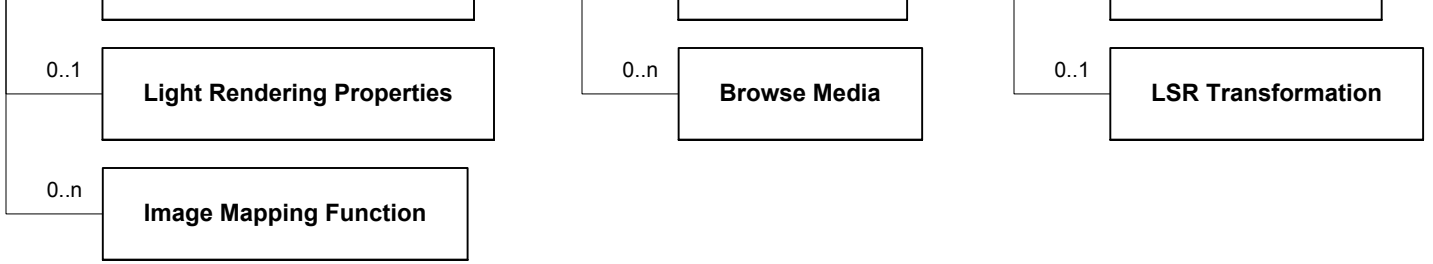 0..1
Light Rendering Properties
0..n
Browse Media
0..1
LSR Transformation
0..n
Image Mapping Function